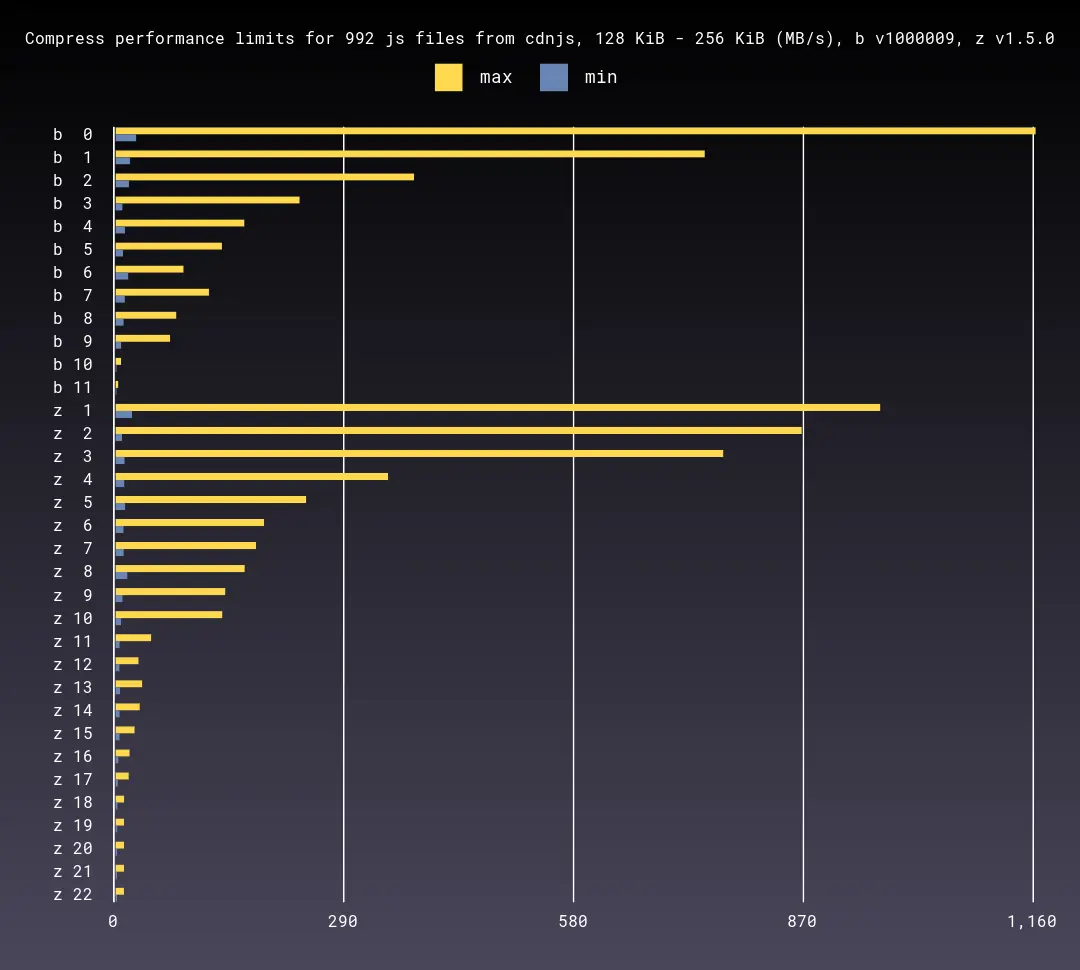 Compress performance limits for 992 js files from cdnjs, 128 KiB - 256 KiB (MB/s), b v1000009, z v1.5.0
max min
b 0
b 1
b 2
b 3
b 4
b 5
b 6
b 7
b 8
b 9
b 10
b 11
z 1
z 2
z 3
z 4
z 5
z 6
z 7
z 8
z 9
z 10
z 11
z 12
z 13
z 14
z 15
z 16
z 17
z 18
z 19
z 20
z 21
z 22
0 290 580 870 1,160